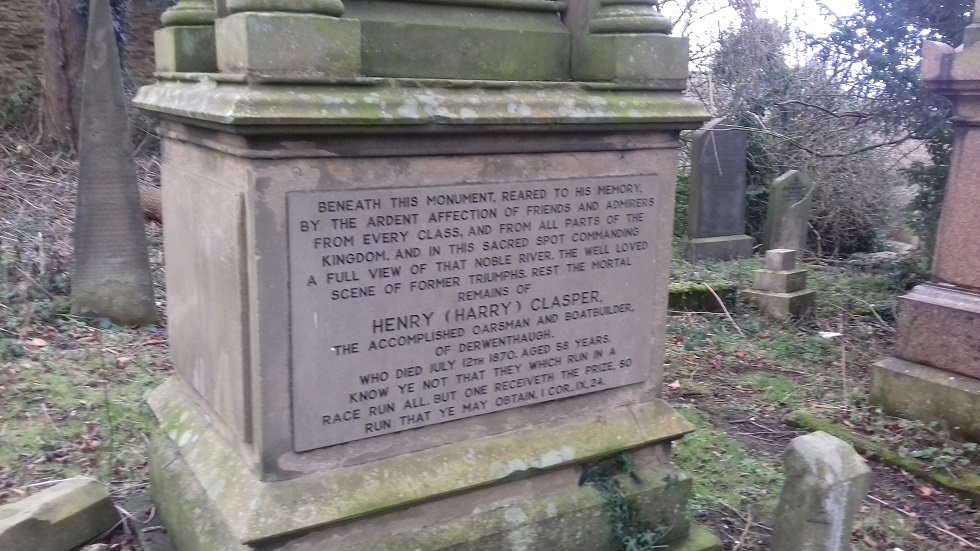 BENEATH THIS MONUMENT, REARED TO HIS MEMORY,
BY THE ARDENT AFFECTION OF FRIENDS AND ADMIRERS
FROM EVERY CLASS, AND FROM ALL PARTS OF THE
KINGDOM, AND IN THIS SACRED SPOT COMMANDING
A FULL VIEW OF THAT NOBLE RIVER, THE WELL LOVED
SCENE OF FORMER TRIUMPHS, REST THE MORTAL
REMAINS OF
HENRY (HARRY) CLASPER,
THE ACCOMPLISHED OARSMAN AND BOATBUILDER,
OF DERWENTHAUGH.
WHO DIED JULY 12TH 1870, AGED 58 YEARS.
KNOW YE NOT THAT THEY WHICH RUN IN A
RACE RUN ALL, BUT ONE RECEIVETH THE PRIZE, SO
RUN THAT YE MAY OBTAIN. I COR., IX, 24.